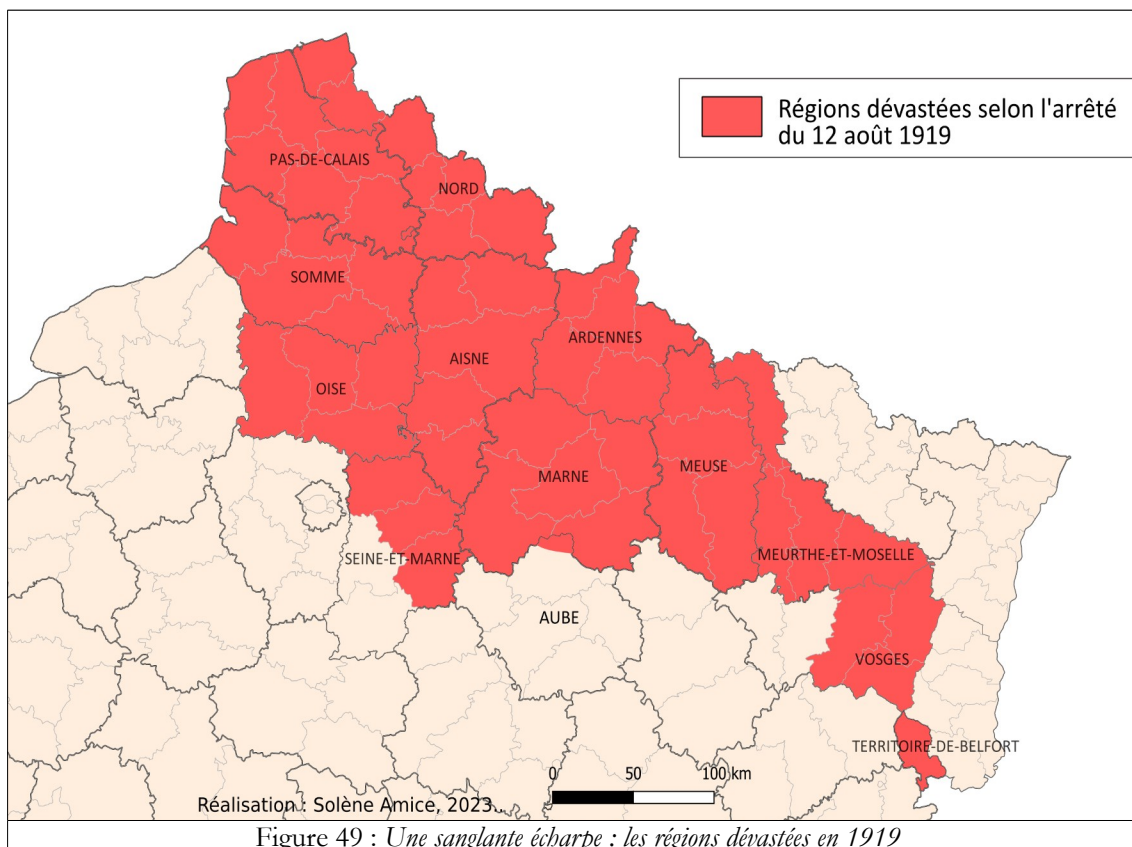 Régions dévastées selon l'arrêté
du 12 août 1919
PAS-DE-CALAIS
NORD
SOMME
ARDENNES
AISNE
OISE
MEUSE
MARNE
MEURTHE-ET-MOSELLE
SEINE-ET-MARNE
AUBE
VOSGES
TERRITOIRE-DE-BELFORT
0 50 100 km
Réalisation : Solène Amice, 2023..
Figure 49 : Une sanglante écharpe : les régions dévastées en 1919